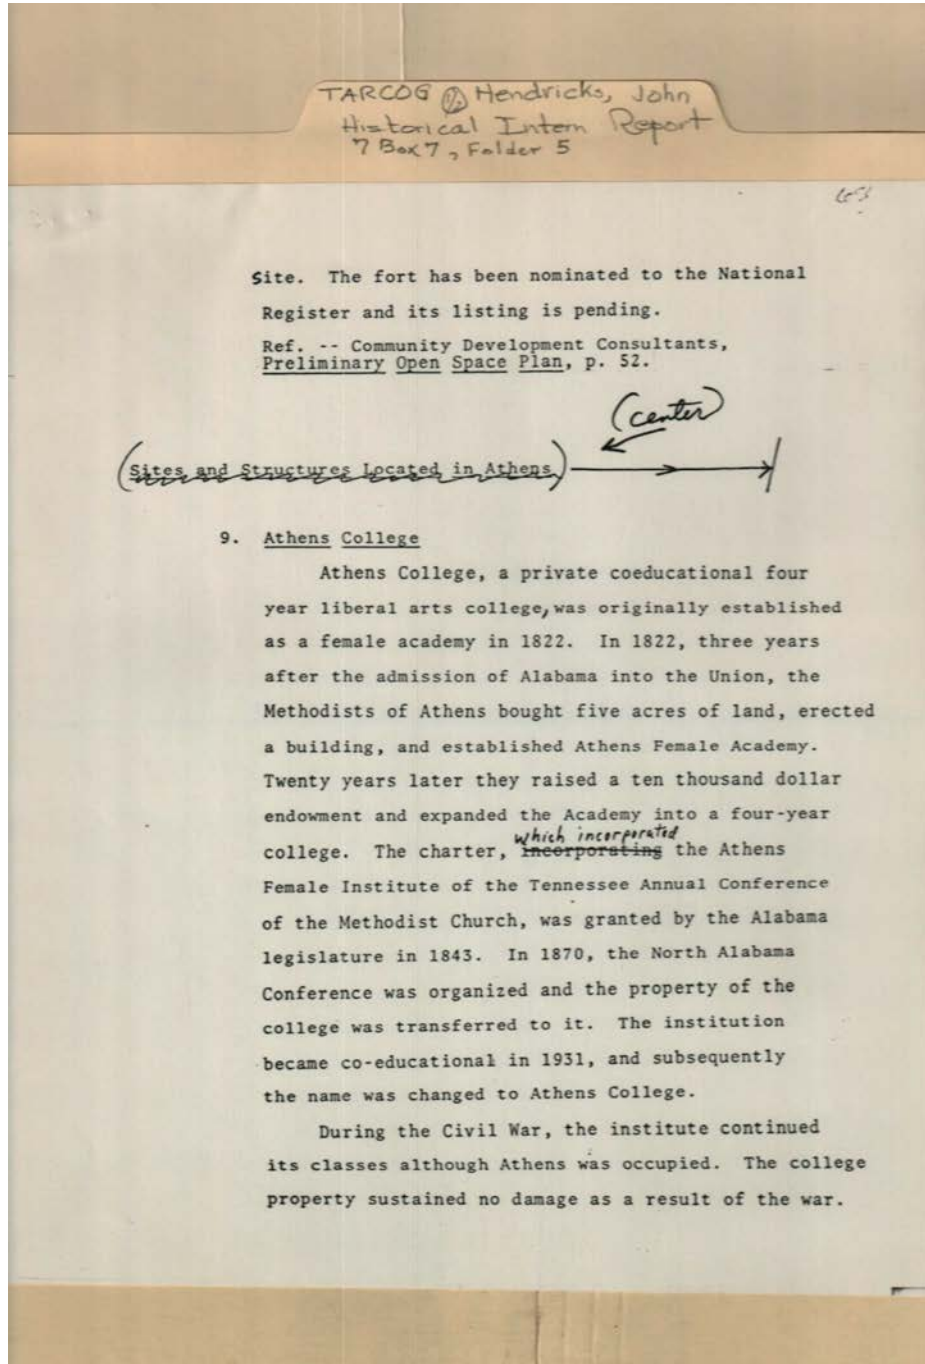 TARCOG Hendricks, John
Historical Intern Report
7 Box 7, Folder 5
Site. The fort has been nominated to the National
Register and its listing is pending.
Ref. -- Community Development Consultants,
Preliminary Open Space Plan, p. 52.
(center)
(Sites and Structures Located in Athens)
9. Athens College
Athens College, a private coeducational four
year liberal arts college, was originally established
as a female academy in 1822. In 1822, three years
after the admission of Alabama into the Union, the
Methodists of Athens bought five acres of land, erected
a building, and established Athens Female Academy.
Twenty years later they raised a ten thousand dollar
endowment and expanded the Academy into a four-year
which incorporated
college. The charter, incorporating the Athens
Female Institute of the Tennessee Annual Conference
of the Methodist Church, was granted by the Alabama
legislature in 1843. In 1870, the North Alabama
Conference was organized and the property of the
college was transferred to it. The institution
became co-educational in 1931, and subsequently
the name was changed to Athens College.
During the Civil War, the institute continued
its classes although Athens was occupied. The college
property sustained no damage as a result of the war.